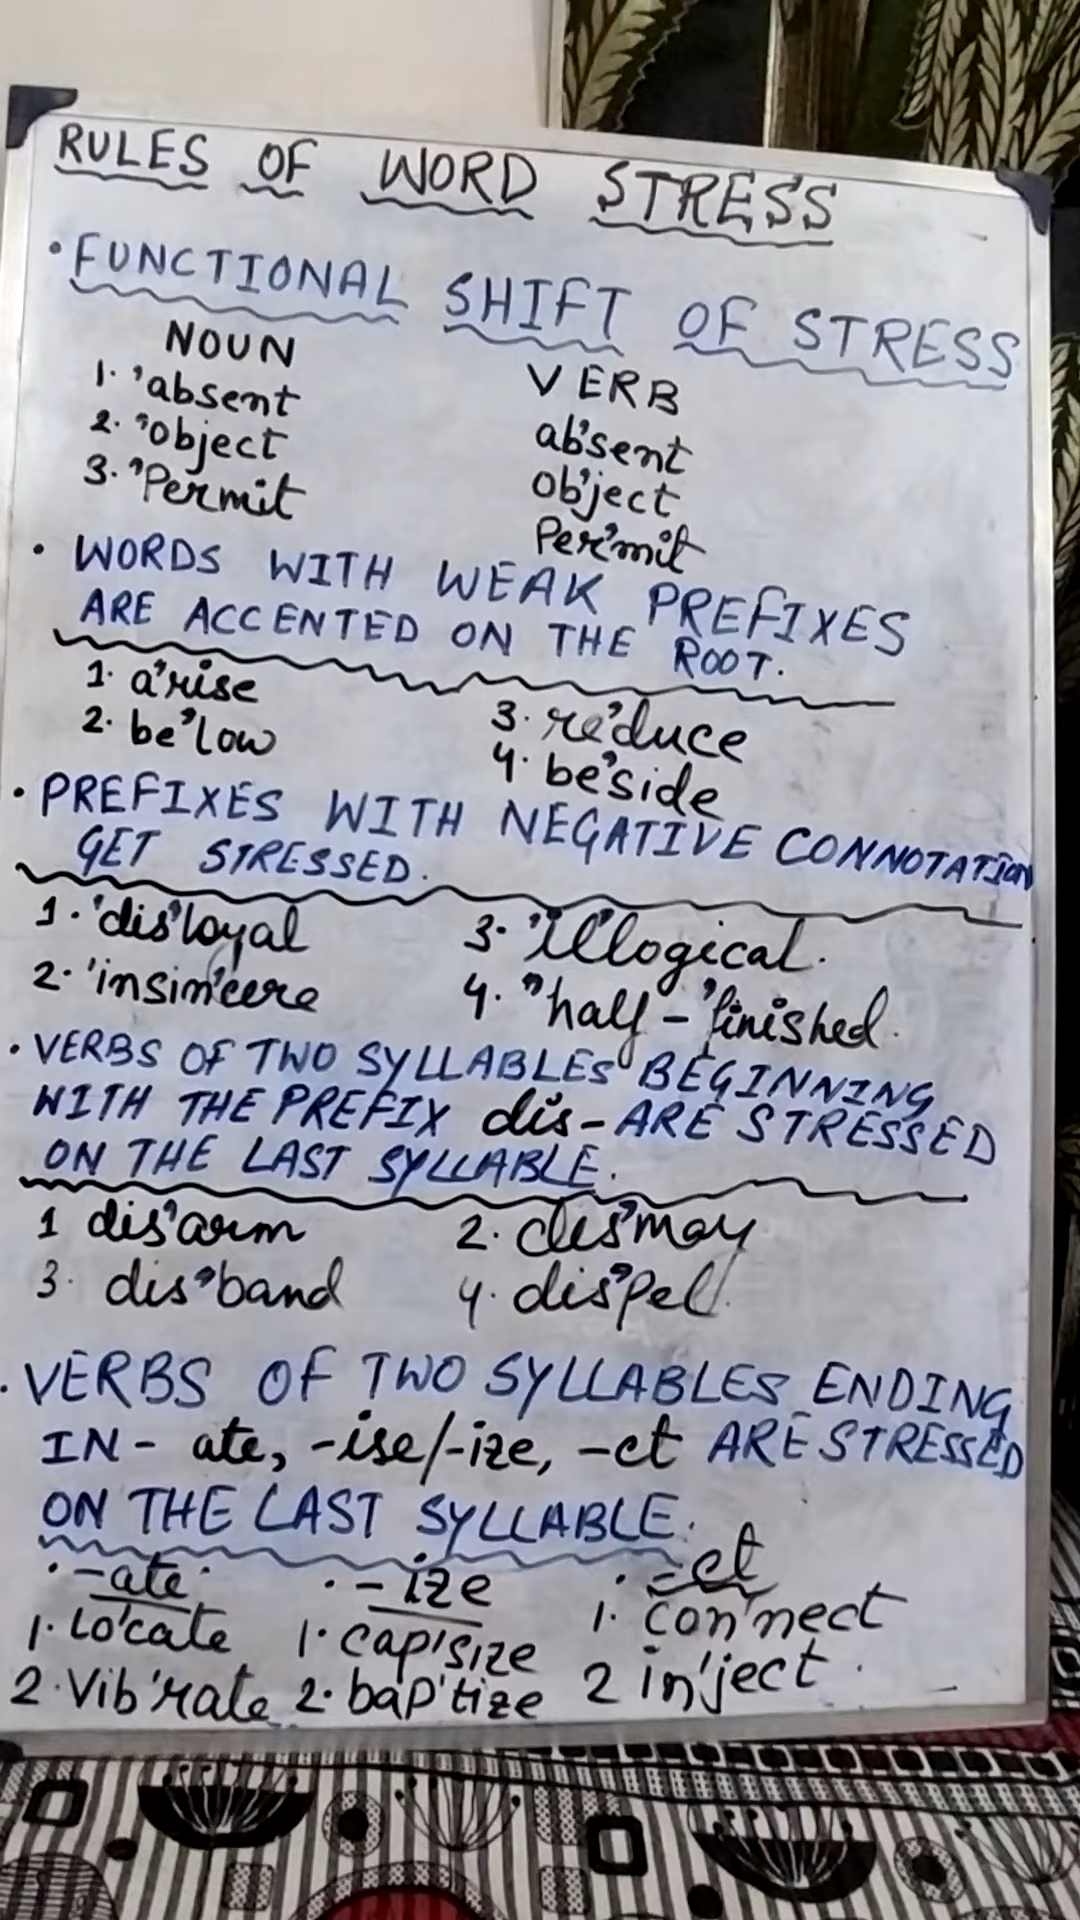 RULES OF WORD STRESS
• FUNCTIONAL SHIFT OF STRESS
NOUN VERB
1. 'absent ab'sent
2. 'Object Ob'ject
3. 'Permit Per'mit
• WORDS WITH WEAK PREFIXES
ARE ACCENTED ON THE ROOT.
1. a'rise 3. re'duce
2. be'low 4. be'side
• PREFIXES WITH NEGATIVE CONNOTATION
GET STRESSED.
1. 'dis'loyal 3. 'il'logical.
2. 'insin'cere 4. "half-'finished.
• VERBS OF TWO SYLLABLES BEGINNING
WITH THE PREFIX dis- ARE STRESSED
ON THE LAST SYLLABLE.
1 dis'arm 2. dis'may
3. dis'band 4. dis'pel.
. VERBS OF TWO SYLLABLES ENDING
IN - ate, -ise/-ize, -ct ARE STRESSED
ON THE LAST SYLLABLE.
• -ate • -ize • -ct
1. Lo'cate 1. cap'size 1. con'nect
2. Vib'rate 2. bap'tize 2 in'ject.